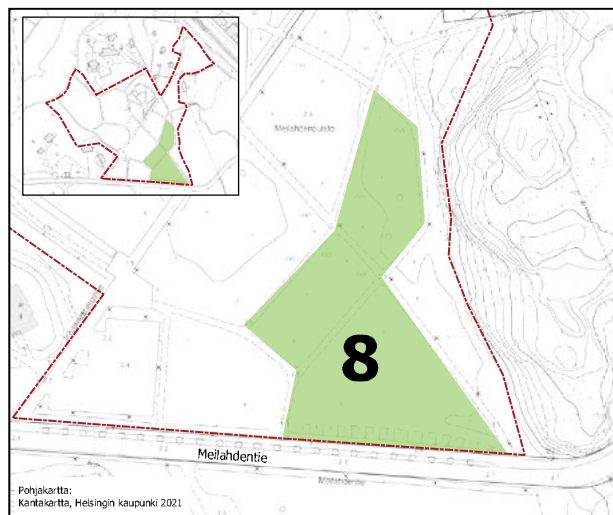 Meilahdenpuisto
8
Meilahdentie
Meilahdentie
Pohjakartta:
Kantakartta, Helsingin kaupunki 2021